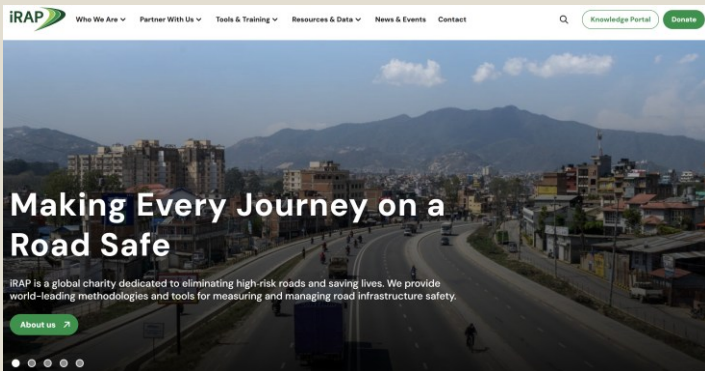 iRAP
Who We Are
Partner With Us
Tools & Training
Resources & Data
News & Events
Contact
Knowledge Portal
Donate
Making Every Journey on a
Road Safe
iRAP is a global charity dedicated to eliminating high-risk roads and saving lives. We provide
world-leading methodologies and tools for measuring and managing road infrastructure safety.
About us